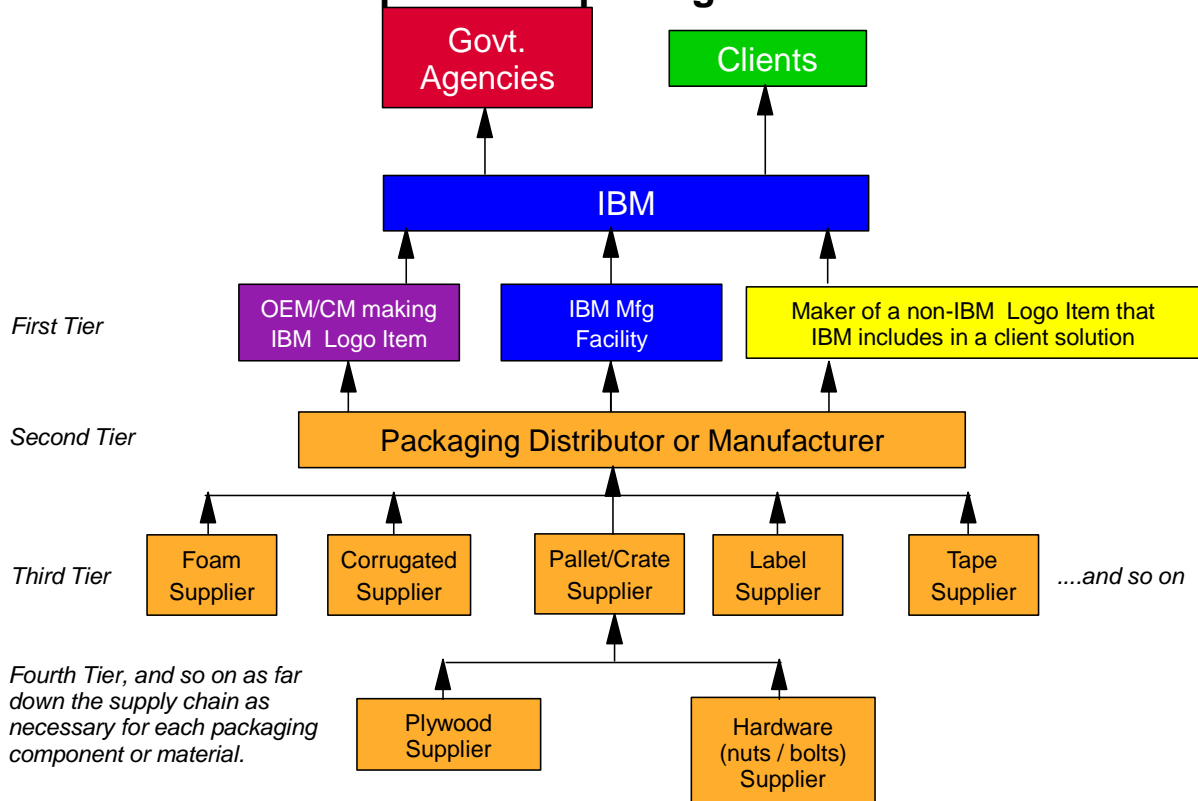 Govt.
Agencies
Clients
IBM
First Tier
OEM/CM making
IBM Logo Item
IBM Mfg
Facility
Maker of a non-IBM Logo Item that
IBM includes in a client solution
Second Tier
Packaging Distributor or Manufacturer
Third Tier
Foam
Supplier
Corrugated
Supplier
Pallet/Crate
Supplier
Label
Supplier
Tape
Supplier
....and so on
Fourth Tier, and so on as far
down the supply chain as
necessary for each packaging
component or material.
Plywood
Supplier
Hardware
(nuts / bolts)
Supplier